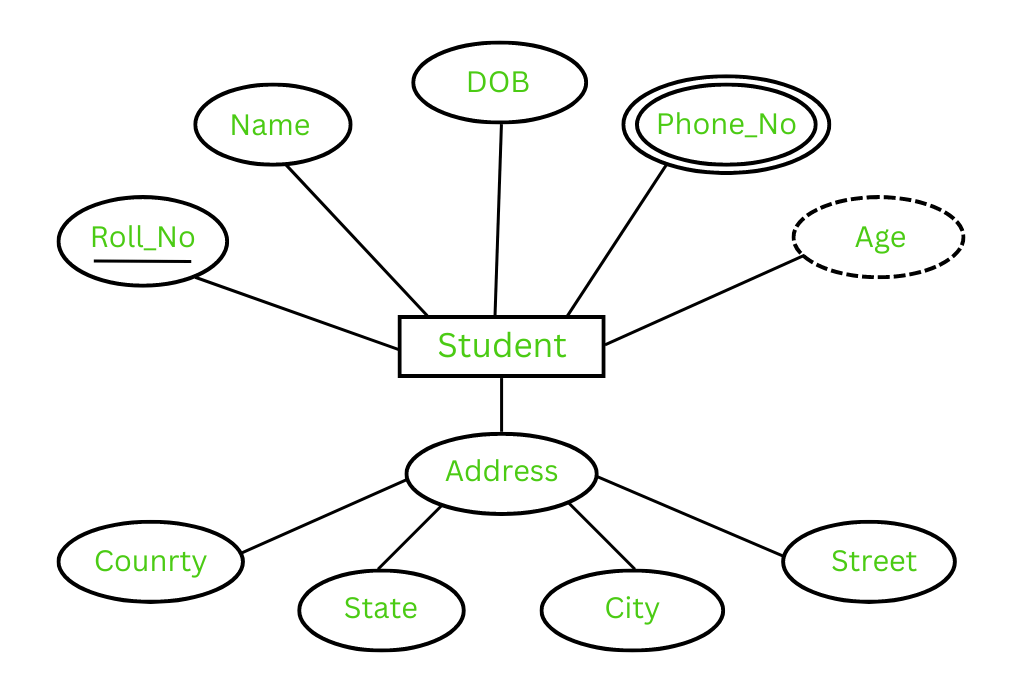 DOB
Name
Phone_No
Roll_No
Age
Student
Address
Counrty
Street
State
City